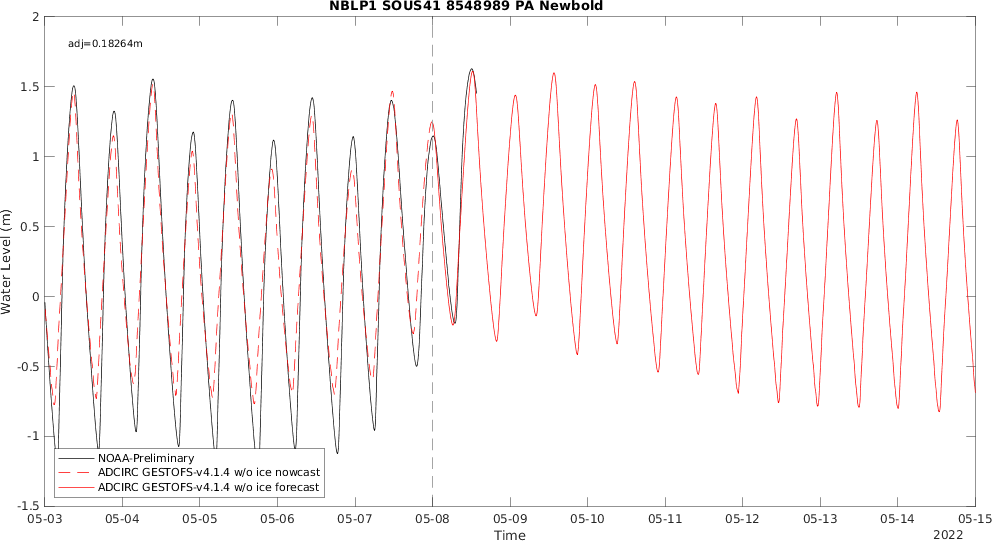 NBLP1 SOUS41 8548989 PA Newbold
adj=0.18264m
2
1.5
1
0.5
0
-0.5
-1
-1.5
Water Level (m)
NOAA-Preliminary
ADCIRC GESTOFS-v4.1.4 w/o ice nowcast
ADCIRC GESTOFS-v4.1.4 w/o ice forecast
05-03 05-04 05-05 05-06 05-07 05-08 05-09 05-10 05-11 05-12 05-13 05-14 05-15
Time
2022